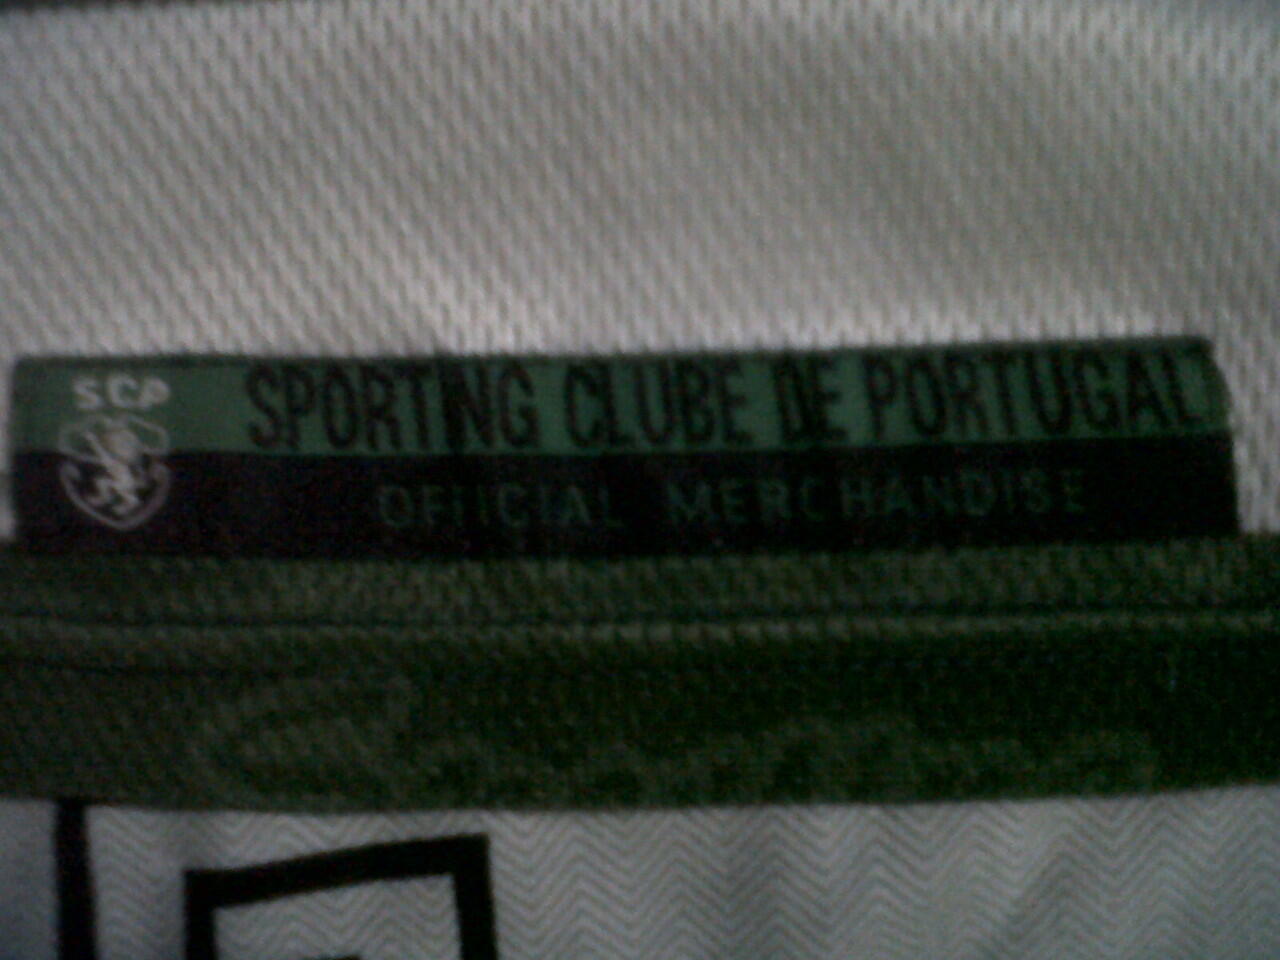 SCP
SPORTING CLUBE DE PORTUGAL
OFFICIAL MERCHANDISE